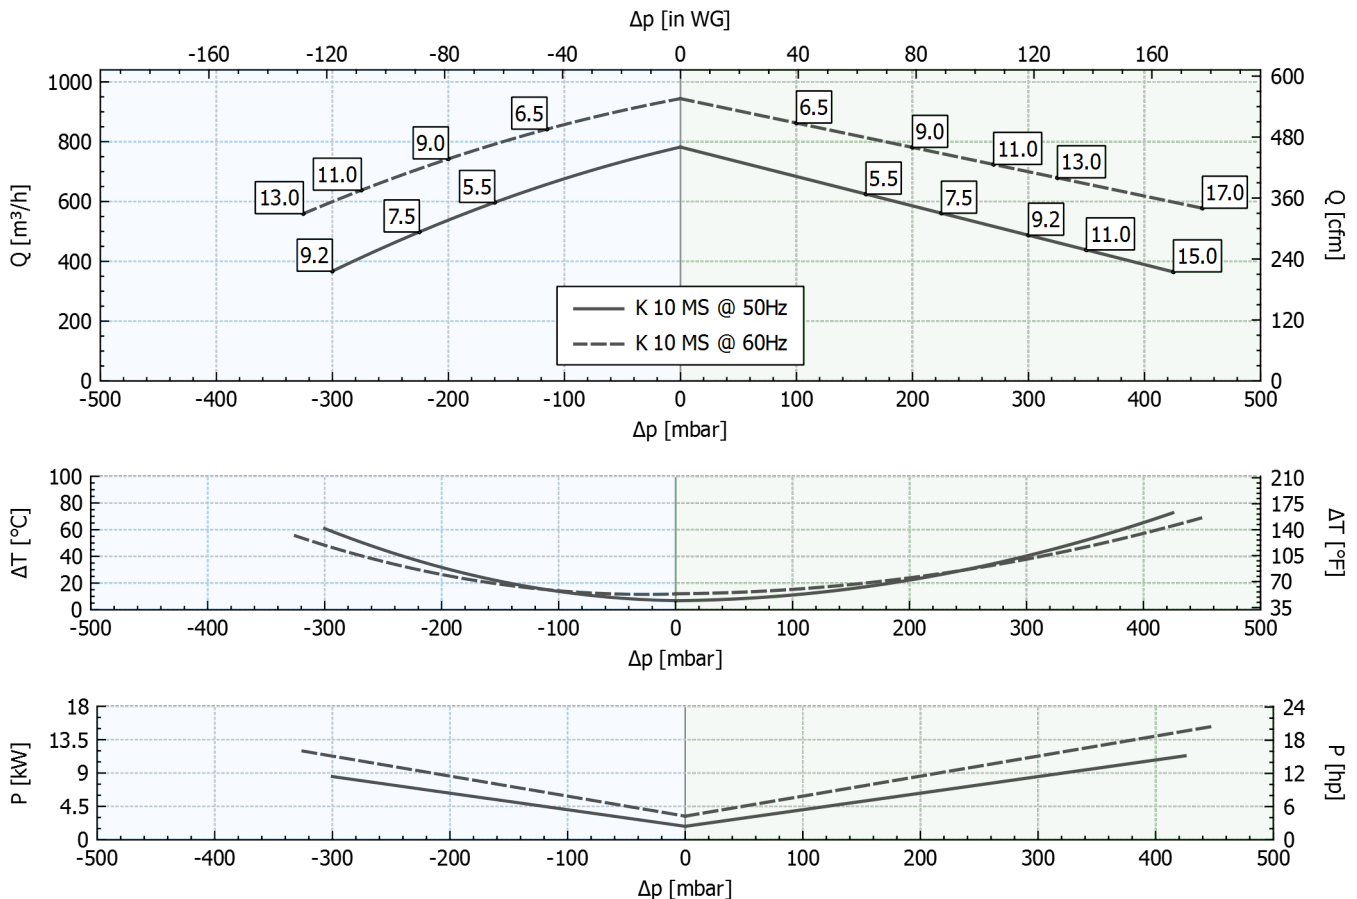 Δp [in WG]
-160 -120 -80 -40 0 40 80 120 160
Q [m³/h]
1000
800
600
400
200
0
Q [cfm]
600
480
360
240
120
0
13.0 11.0 9.0 6.5 6.5 9.0 11.0 13.0 17.0
9.2 7.5 5.5 5.5 7.5 9.2 11.0 15.0
K 10 MS @ 50Hz
K 10 MS @ 60Hz
-500 -400 -300 -200 -100 0 100 200 300 400 500
Δp [mbar]
ΔT [°C]
100
80
60
40
20
0
ΔT [°F]
210
175
140
105
70
35
-500 -400 -300 -200 -100 0 100 200 300 400 500
Δp [mbar]
P [kW]
18
13.5
9
4.5
0
P [hp]
24
18
12
6
0
-500 -400 -300 -200 -100 0 100 200 300 400 500
Δp [mbar]